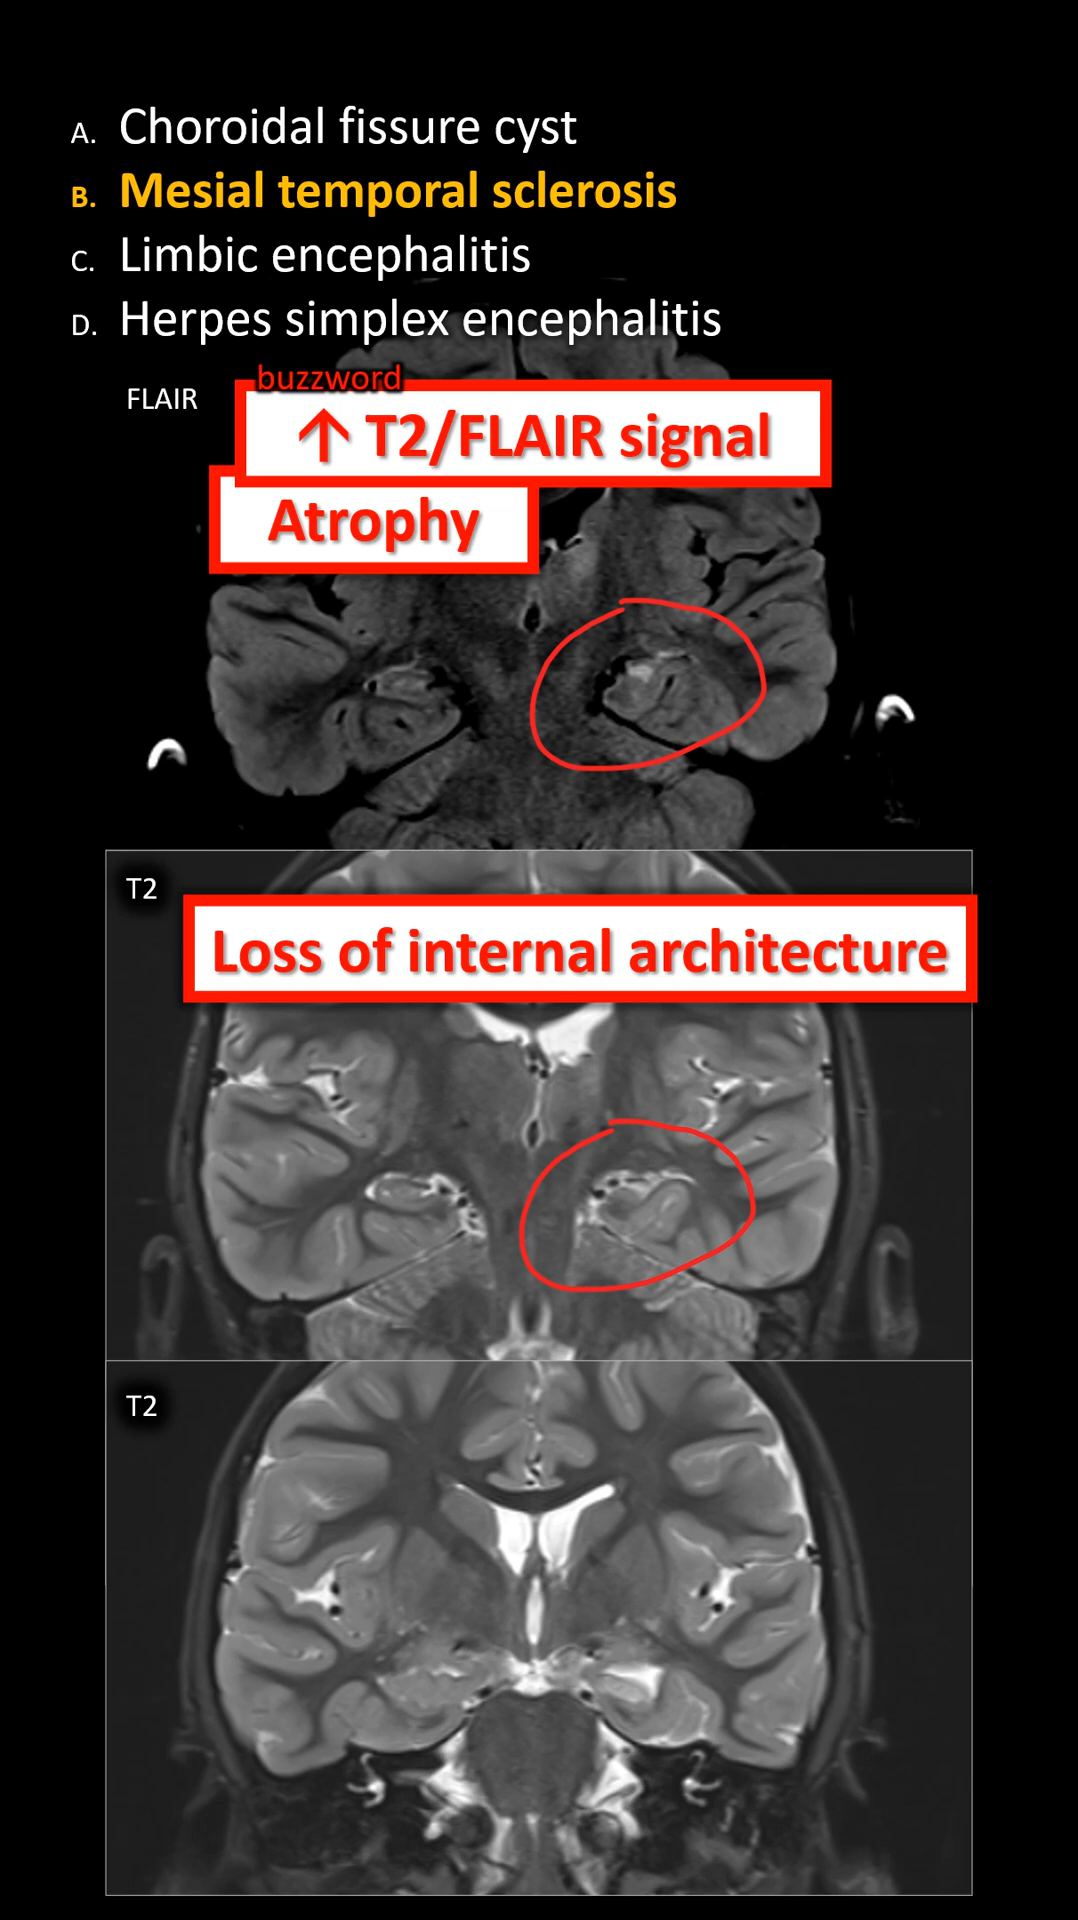 A. Choroidal fissure cyst
B. Mesial temporal sclerosis
C. Limbic encephalitis
D. Herpes simplex encephalitis
buzzword
FLAIR
↑ T2/FLAIR signal
Atrophy
T2
Loss of internal architecture
T2